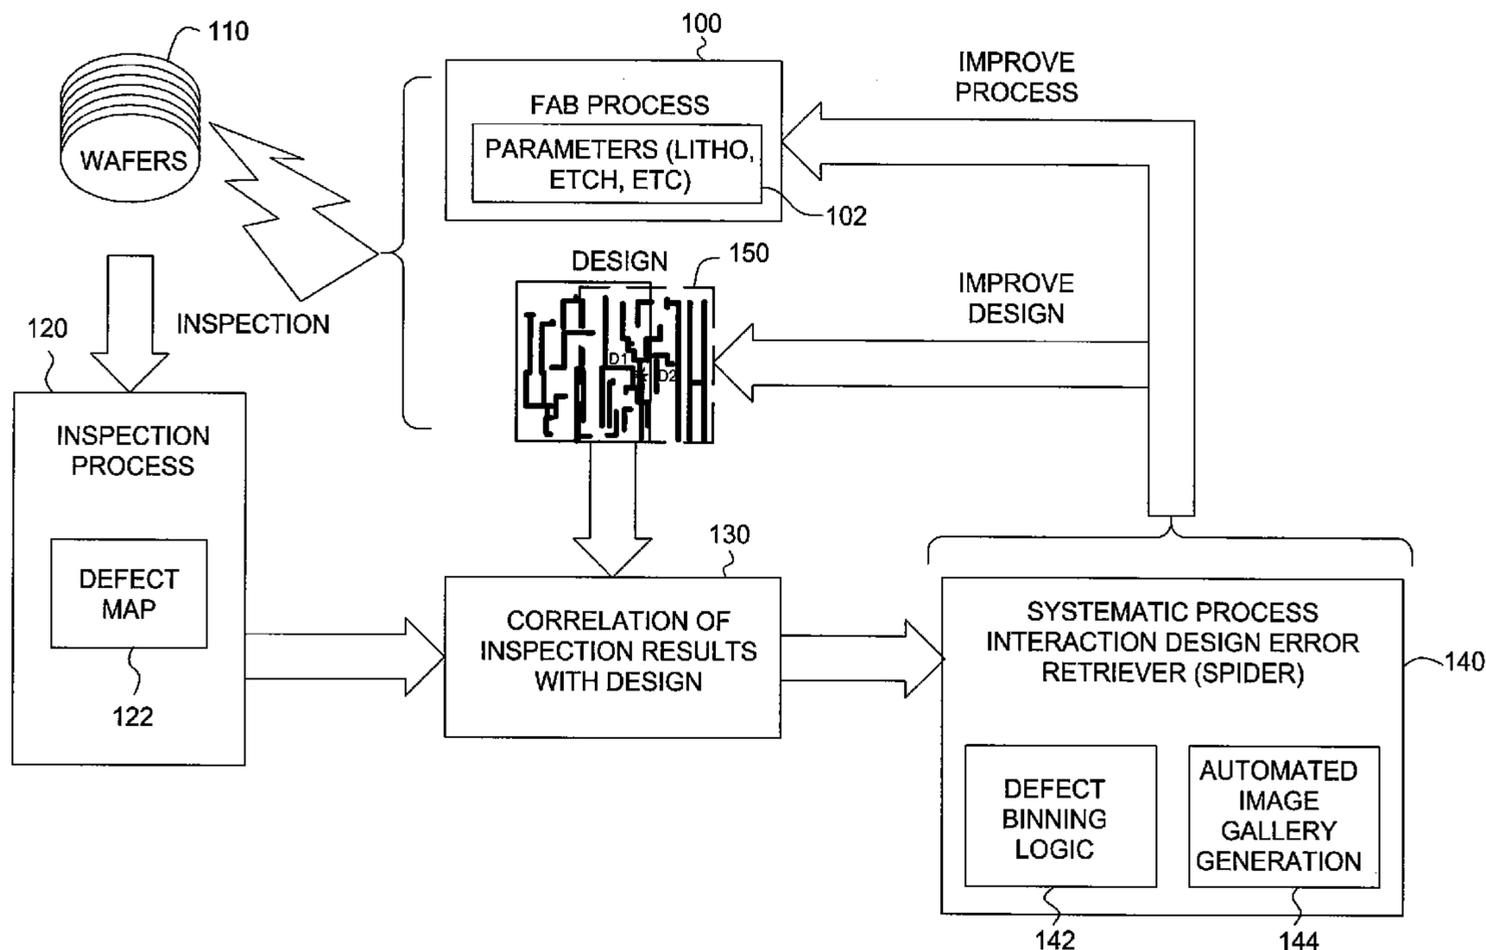 110
WAFERS
100
FAB PROCESS
PARAMETERS (LITHO,
ETCH, ETC)
102
IMPROVE
PROCESS
DESIGN
150
D1
D2
IMPROVE
DESIGN
INSPECTION
120
INSPECTION
PROCESS
DEFECT
MAP
122
130
CORRELATION OF
INSPECTION RESULTS
WITH DESIGN
SYSTEMATIC PROCESS
INTERACTION DESIGN ERROR
RETRIEVER (SPIDER)
140
DEFECT
BINNING
LOGIC
142
AUTOMATED
IMAGE
GALLERY
GENERATION
144